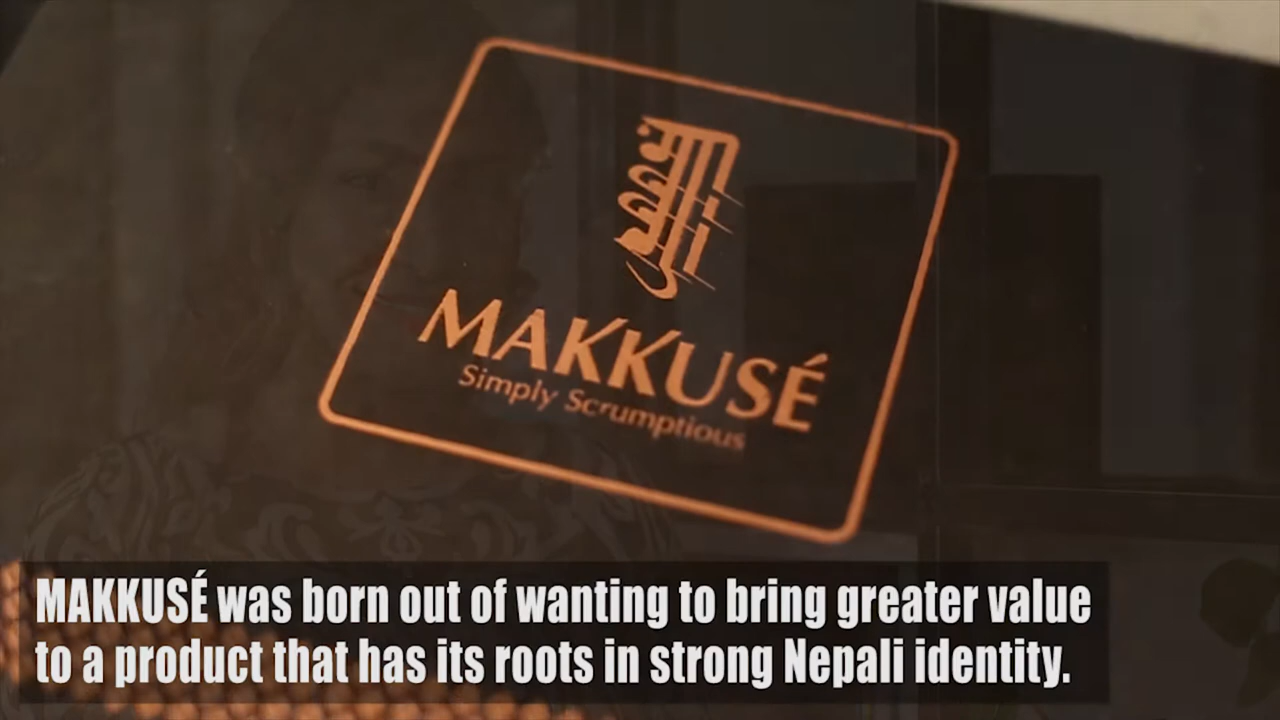 MAKKUSÉ
Simply Scrumptious
MAKKUSÉ was born out of wanting to bring greater value
to a product that has its roots in strong Nepali identity.